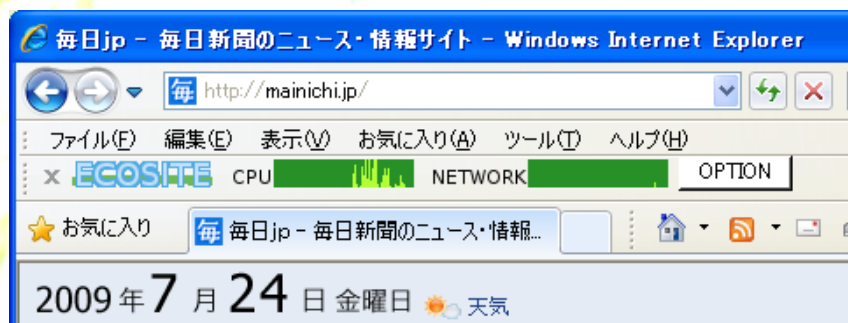 毎日jp - 毎日新聞のニュース・情報サイト - Windows Internet Explorer
毎 http://mainichi.jp/
ファイル(F) 編集(E) 表示(V) お気に入り(A) ツール(T) ヘルプ(H)
x ECOSITE CPU NETWORK OPTION
お気に入り 毎 毎日jp - 毎日新聞のニュース・情報...
2009年7月24日 金曜日 天気